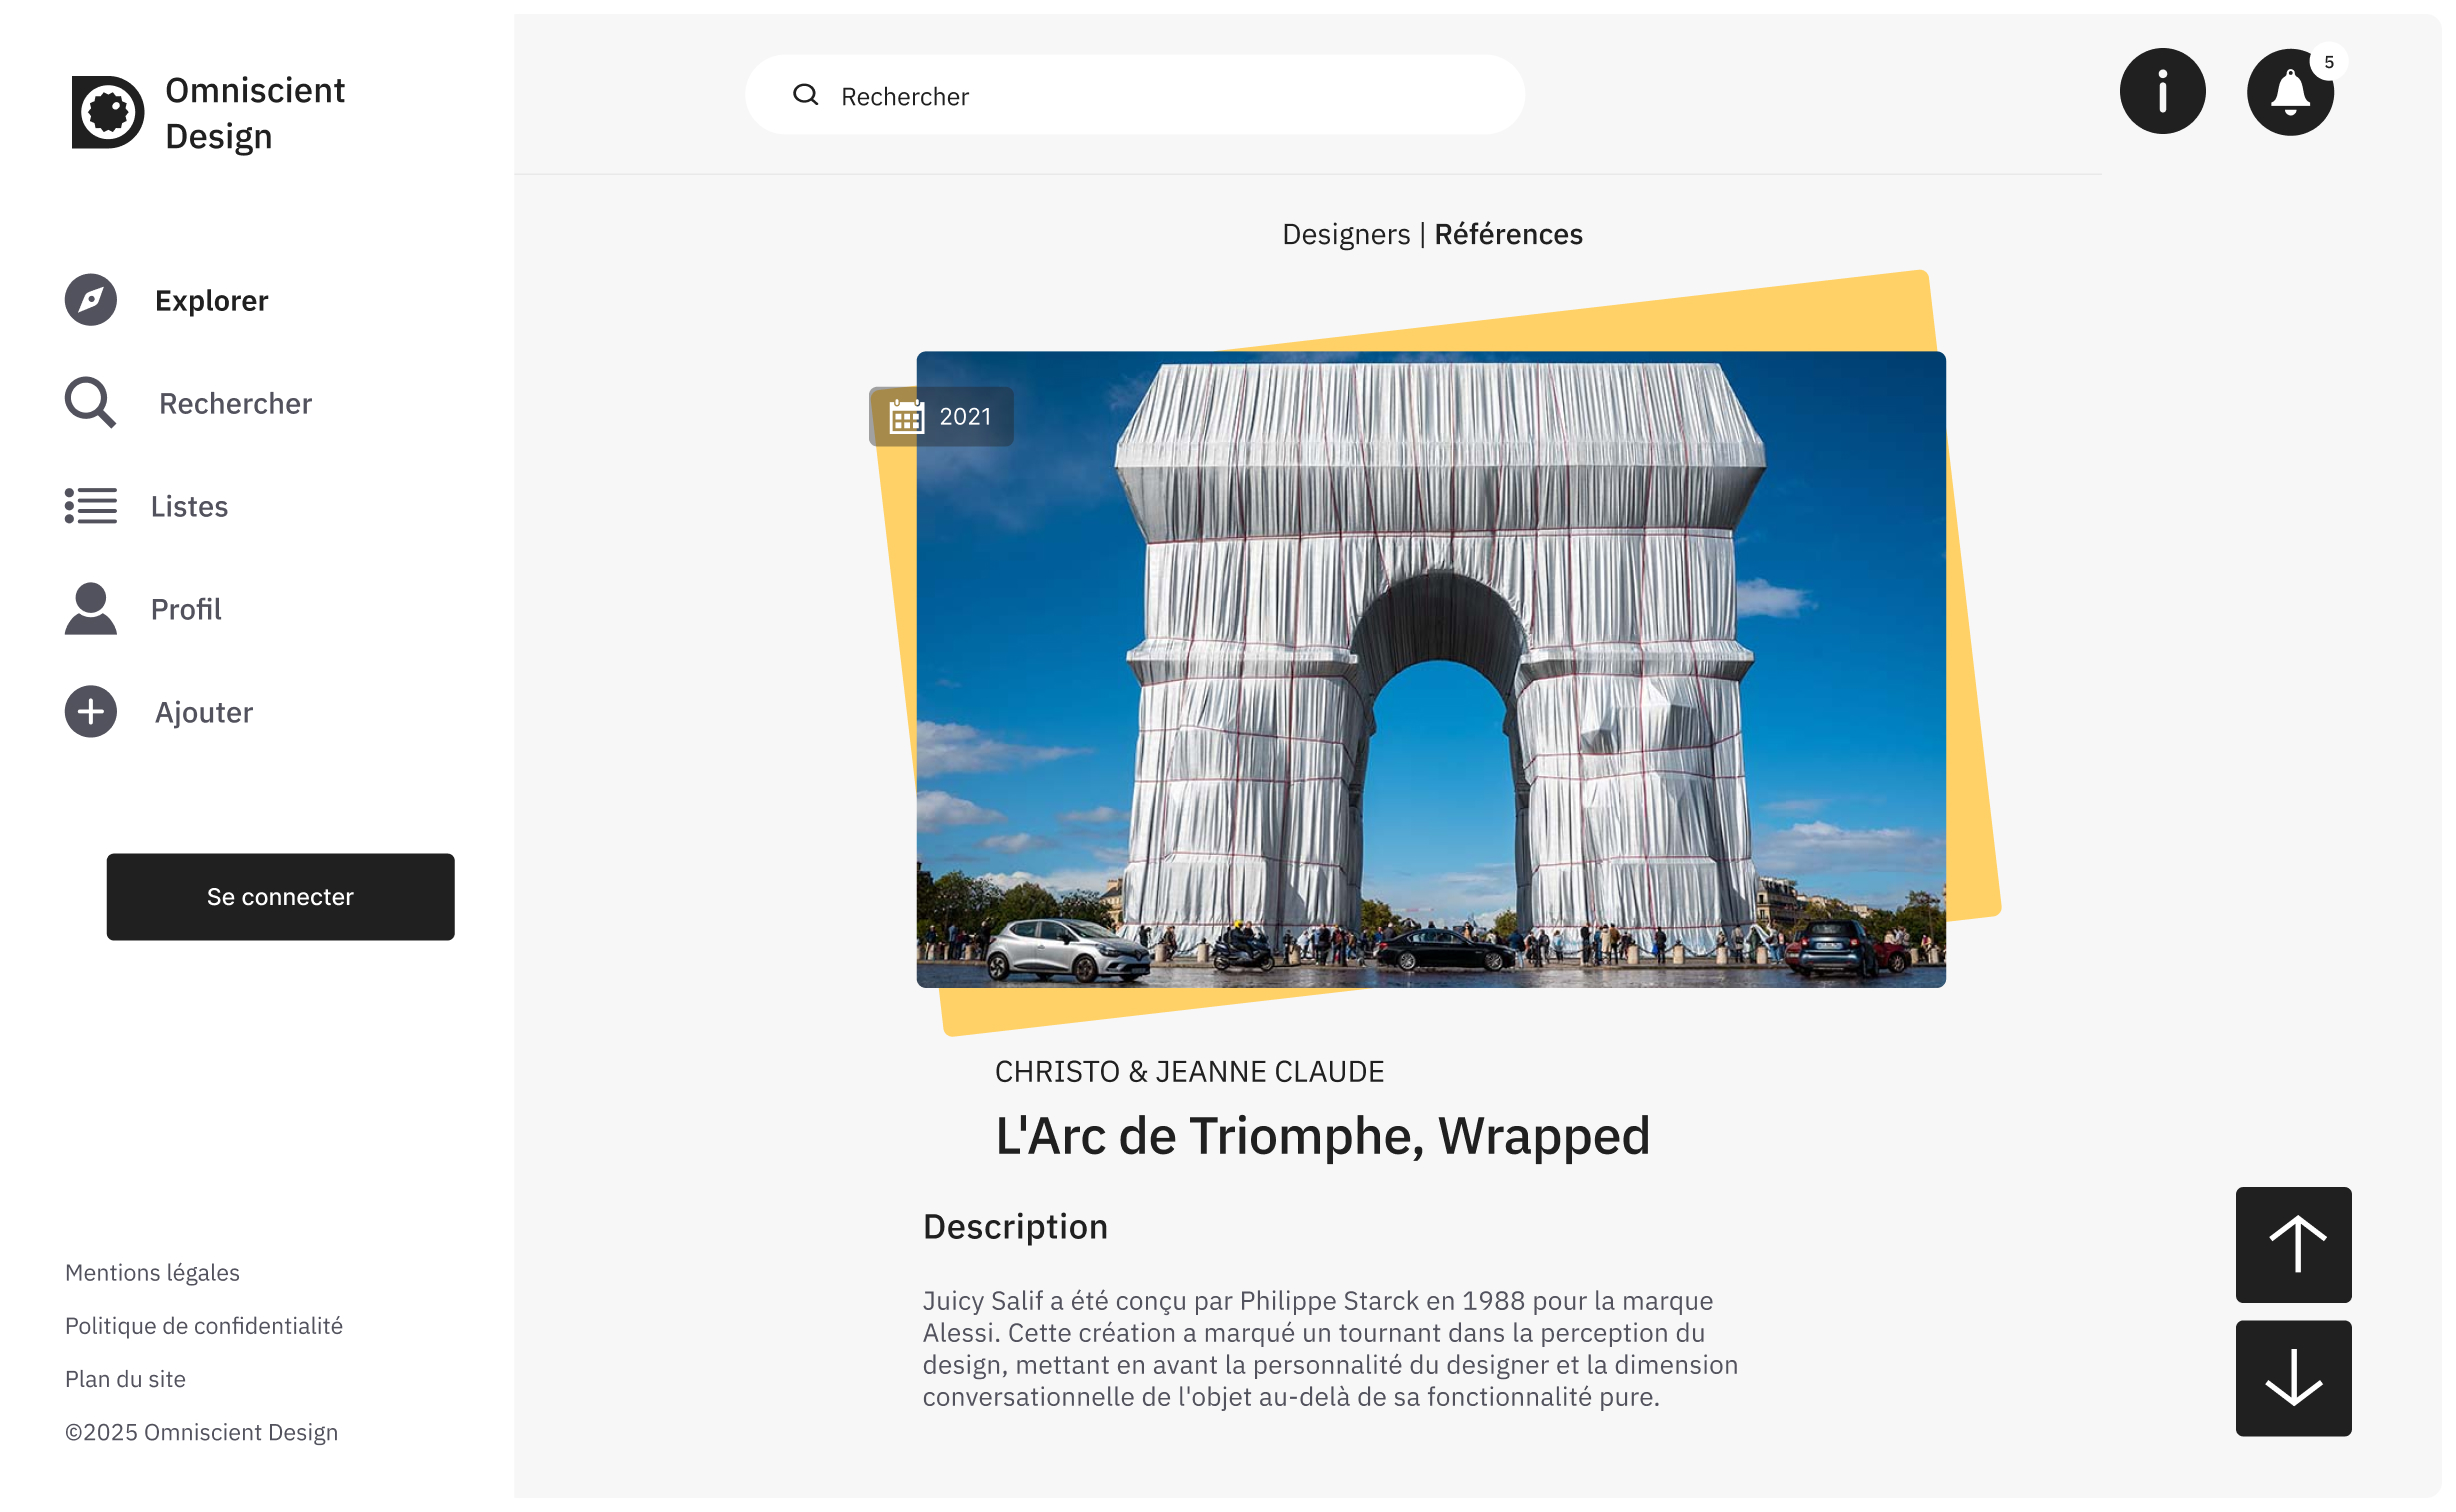 Omniscient
Design
Explorer
Rechercher
Listes
Profil
Ajouter
Se connecter
Mentions légales
Politique de confidentialité
Plan du site
©2025 Omniscient Design
Rechercher
5
Designers | Références
2021
CHRISTO & JEANNE CLAUDE
L'Arc de Triomphe, Wrapped
Description
Juicy Salif a été conçu par Philippe Starck en 1988 pour la marque
Alessi. Cette création a marqué un tournant dans la perception du
design, mettant en avant la personnalité du designer et la dimension
conversationnelle de l'objet au-delà de sa fonctionnalité pure.